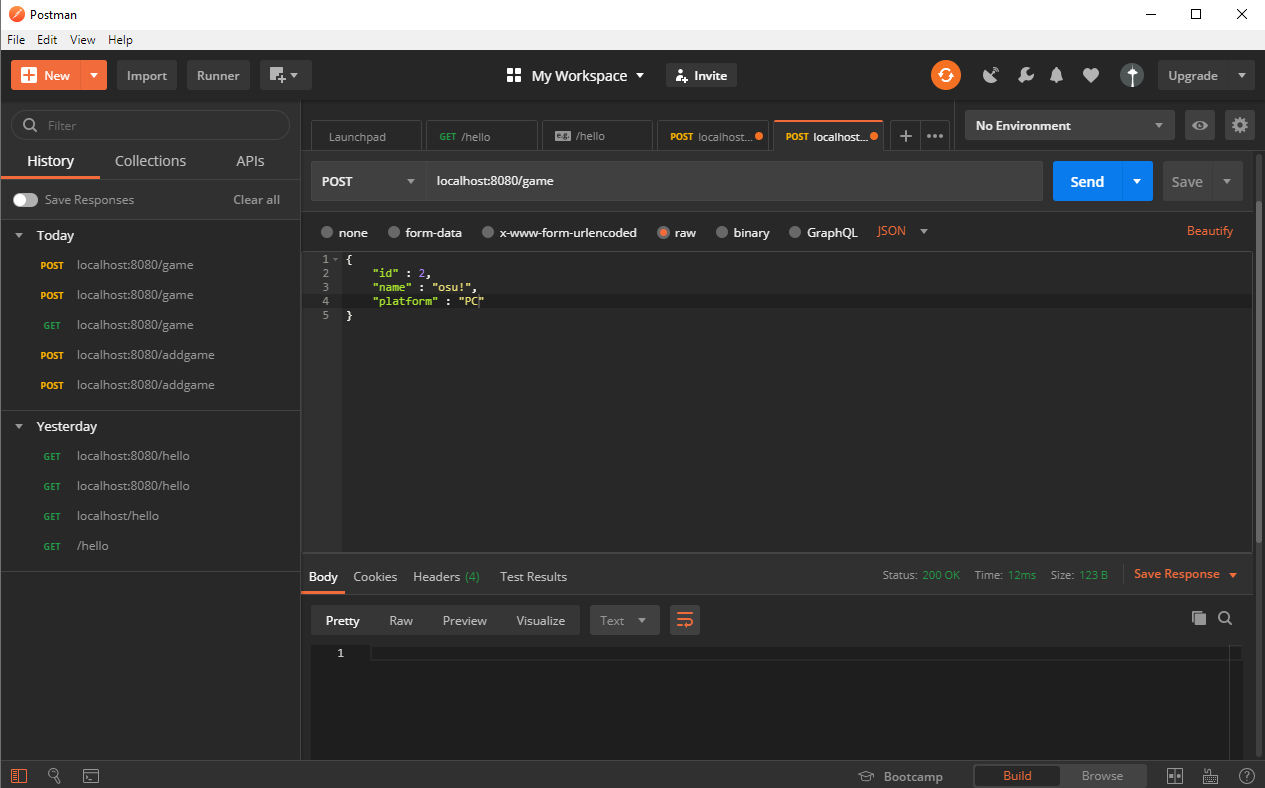 Postman
File Edit View Help
New Import Runner My Workspace Invite Upgrade
Filter
History Collections APIs
Save Responses Clear all
Today
POST localhost:8080/game
POST localhost:8080/game
GET localhost:8080/game
POST localhost:8080/addgame
POST localhost:8080/addgame
Yesterday
GET localhost:8080/hello
GET localhost:8080/hello
GET localhost/hello
GET /hello
Launchpad GET /hello e.g. /hello POST localhost... POST localhost... + ••• No Environment
POST localhost:8080/game Send Save
none form-data x-www-form-urlencoded raw binary GraphQL JSON Beautify
1 {
2 "id" : 2,
3 "name" : "osu!",
4 "platform" : "PC"
5 }
Body Cookies Headers (4) Test Results Status: 200 OK Time: 12ms Size: 123 B Save Response
Pretty Raw Preview Visualize Text
1
Bootcamp Build Browse ?